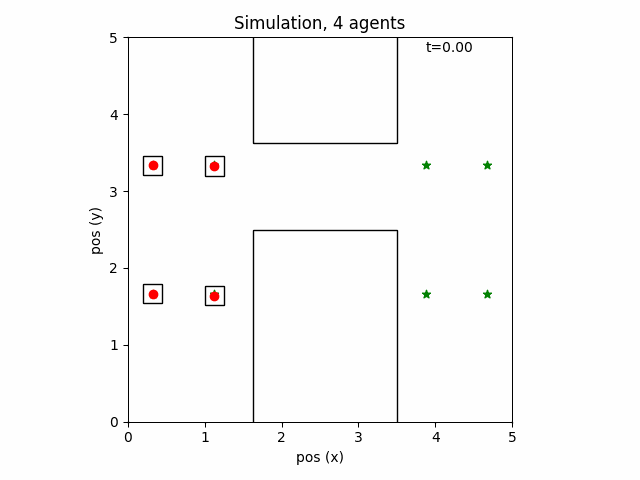 Simulation, 4 agents
t=0.00
5
4
3
2
1
0
pos (y)
0 1 2 3 4 5
pos (x)